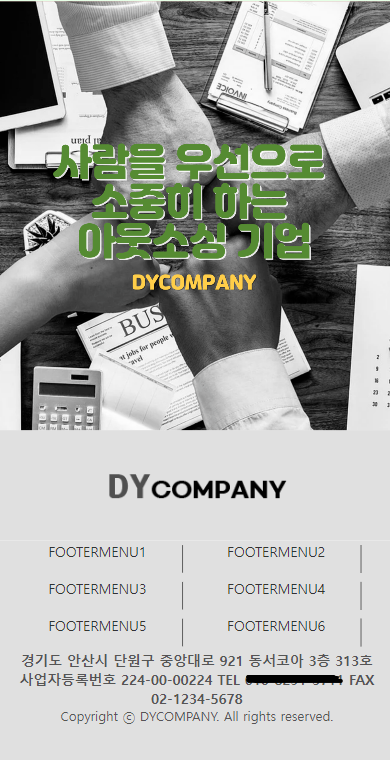 INVOICE
사람을 우선으로
소중히 하는
아웃소싱 기업
DYCOMPANY
BUS
t jobs for people w
travel
DYCOMPANY
FOOTERMENU1 FOOTERMENU2
FOOTERMENU3 FOOTERMENU4
FOOTERMENU5 FOOTERMENU6
경기도 안산시 단원구 중앙대로 921 동서코아 3층 313호
사업자등록번호 224-00-00224 TEL FAX
02-1234-5678
Copyright ⓒ DYCOMPANY. All rights reserved.